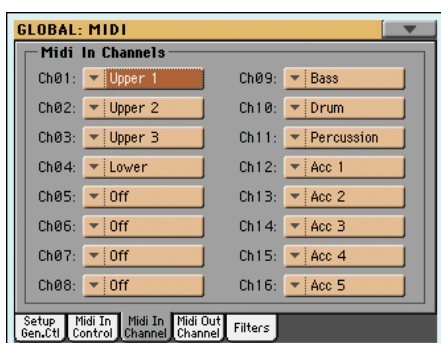 GLOBAL: MIDI
Midi In Channels
Ch01: Upper 1
Ch02: Upper 2
Ch03: Upper 3
Ch04: Lower
Ch05: Off
Ch06: Off
Ch07: Off
Ch08: Off
Ch09: Bass
Ch10: Drum
Ch11: Percussion
Ch12: Acc 1
Ch13: Acc 2
Ch14: Acc 3
Ch15: Acc 4
Ch16: Acc 5
Setup Gen.Ctl
Midi In Control
Midi In Channel
Midi Out Channel
Filters